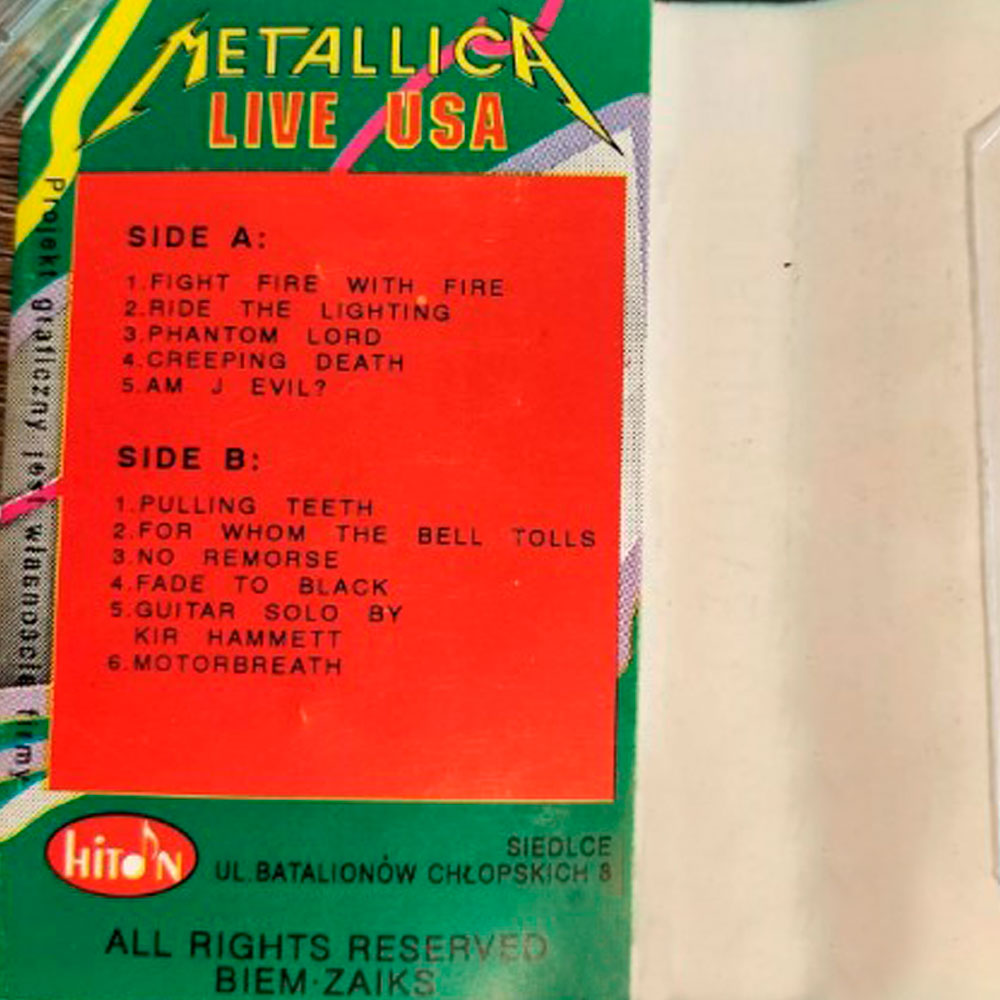 METALLICA
LIVE USA
SIDE A:
1.FIGHT FIRE WITH FIRE
2.RIDE THE LIGHTING
3.PHANTOM LORD
4.CREEPING DEATH
5.AM J EVIL?
SIDE B:
1.PULLING TEETH
2.FOR WHOM THE BELL TOLLS
3.NO REMORSE
4.FADE TO BLACK
5.GUITAR SOLO BY
KIR HAMMETT
6.MOTORBREATH
Projekt graficzny jest własnością firmy
HITON
SIEDLCE
UL.BATALIONÓW CHŁOPSKICH 8
ALL RIGHTS RESERVED
BIEM·ZAIKS